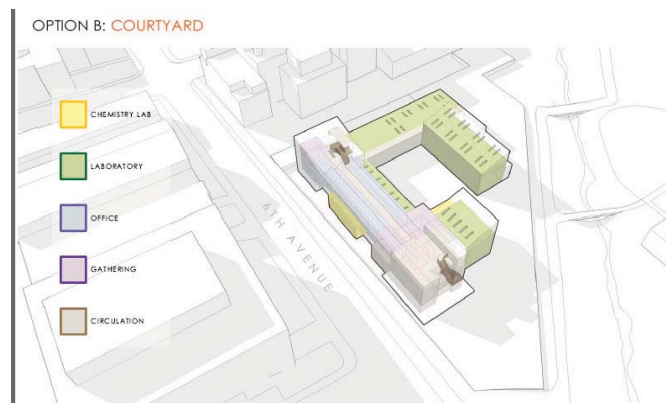 OPTION B: COURTYARD
CHEMISTRY LAB
LABORATORY
OFFICE
GATHERING
CIRCULATION
6TH AVENUE